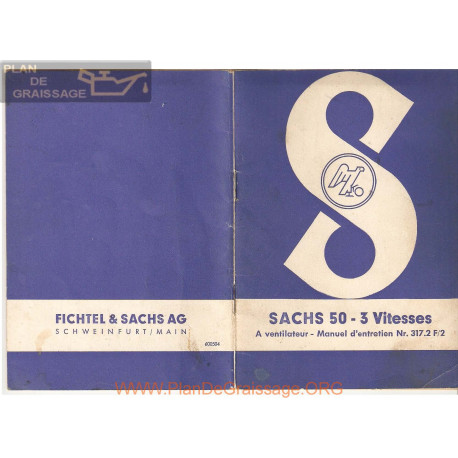 PLAN
DE
GRAISSAGE
S
FICHTEL & SACHS AG
SCHWEINFURT/MAIN
SACHS 50 - 3 Vitesses
A ventilateur - Manuel d'entretien Nr. 317.2 F/2
www.PlanDeGraissage.ORG